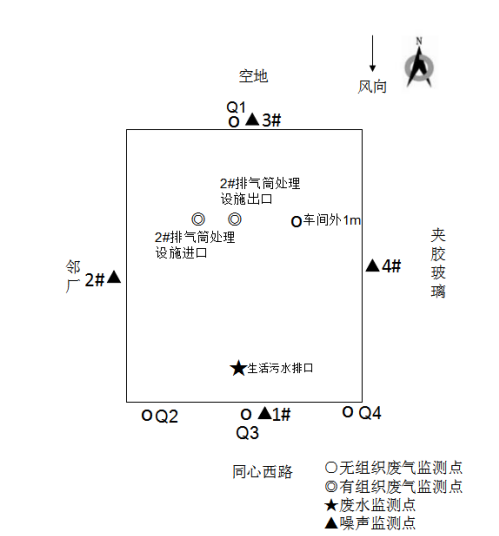 N
空地
风向
Q1
▲3#
2#排气筒处理
设施出口
车间外1m
2#排气筒处理
设施进口
夹
胶
玻
璃
邻
厂
2#▲
▲4#
★生活污水排口
Q2
▲1#
Q3
Q4
同心西路
○无组织废气监测点
◎有组织废气监测点
★废水监测点
▲噪声监测点